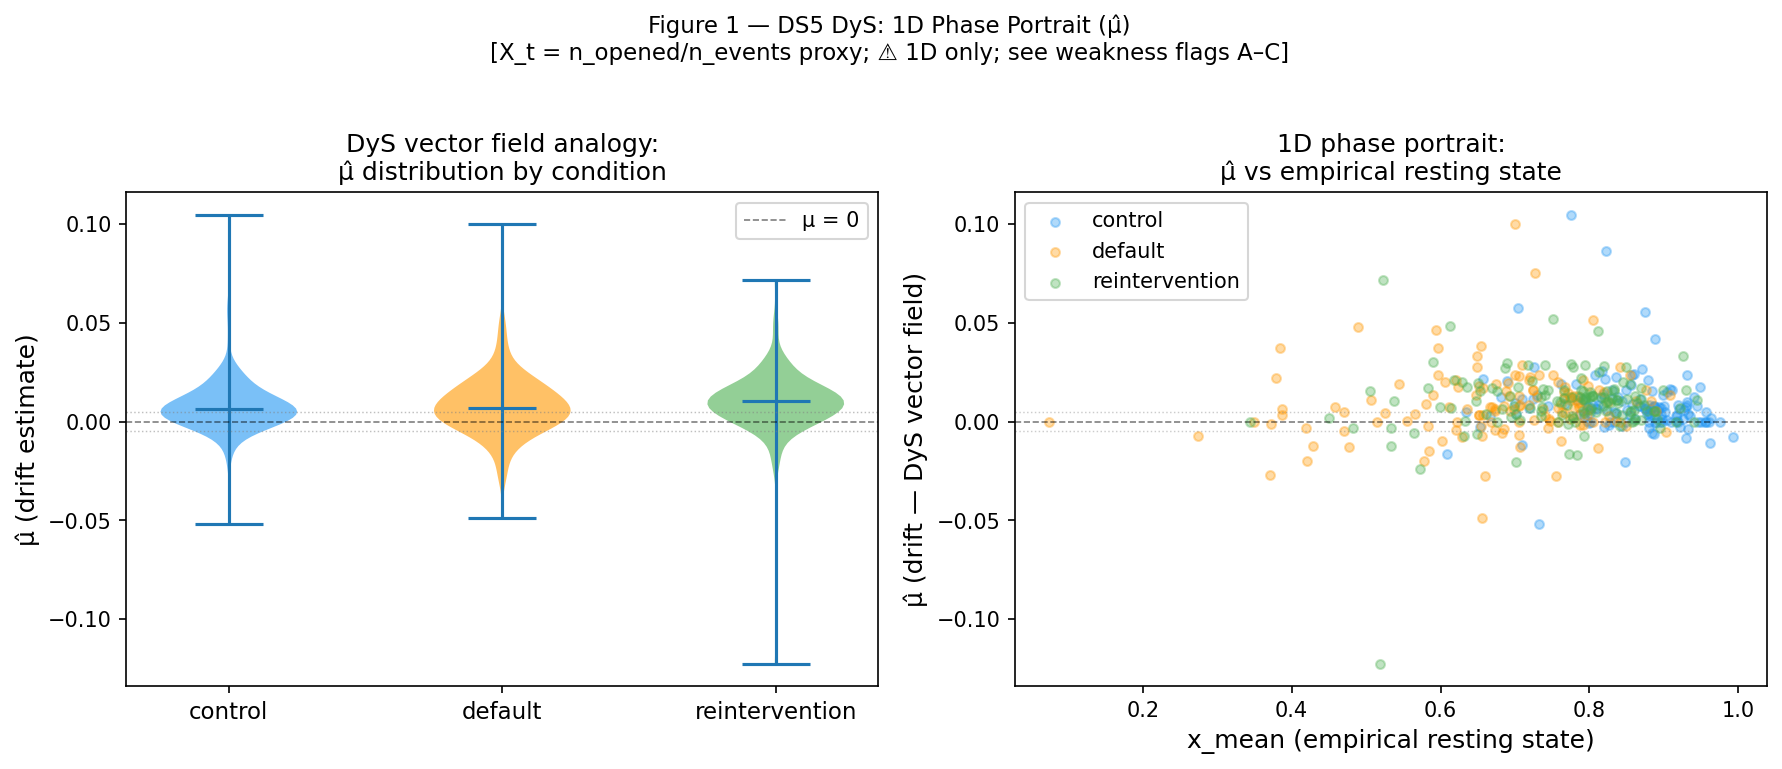 Figure 1 — DS5 DyS: 1D Phase Portrait (μ̂)
[X_t = n_opened/n_events proxy; ⚠ 1D only; see weakness flags A–C]
DyS vector field analogy:
μ̂ distribution by condition
μ = 0
0.10
0.05
0.00
−0.05
−0.10
μ̂ (drift estimate)
control
default
reintervention
1D phase portrait:
μ̂ vs empirical resting state
control
default
reintervention
0.10
0.05
0.00
−0.05
−0.10
μ̂ (drift — DyS vector field)
0.2
0.4
0.6
0.8
1.0
x_mean (empirical resting state)